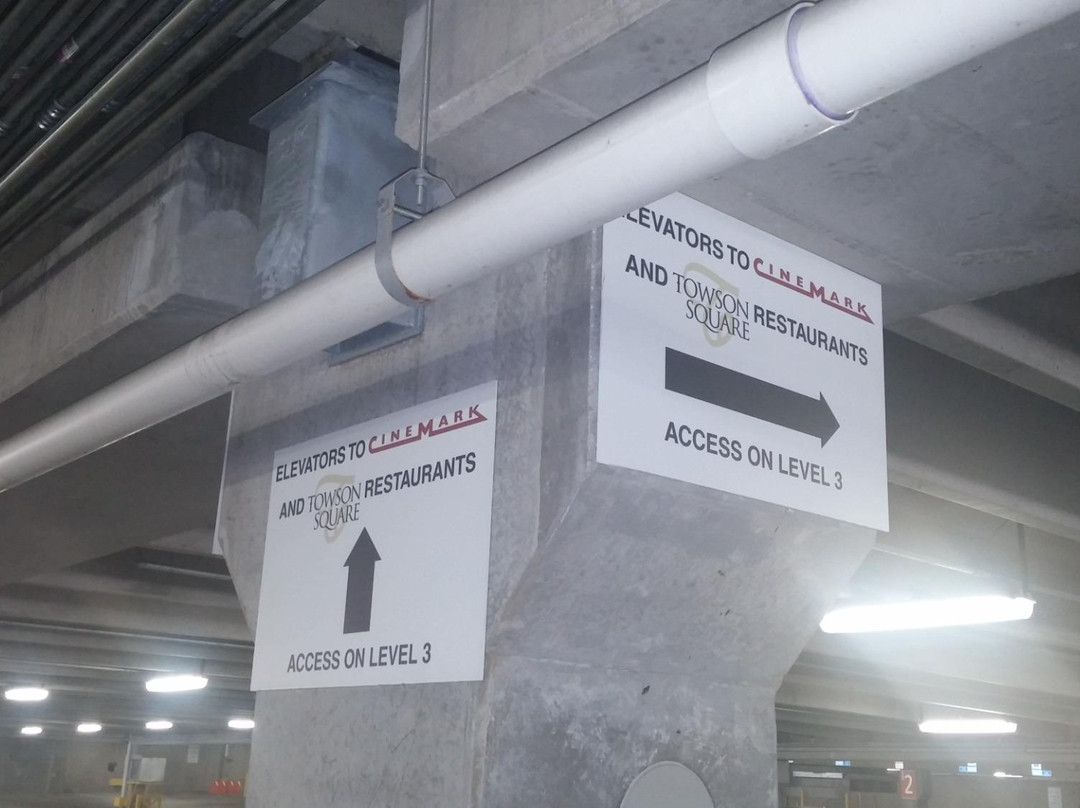 ELEVATORS TO CINEMARK
AND TOWSON SQUARE RESTAURANTS
ACCESS ON LEVEL 3
ELEVATORS TO CINEMARK
AND TOWSON SQUARE RESTAURANTS
ACCESS ON LEVEL 3
2